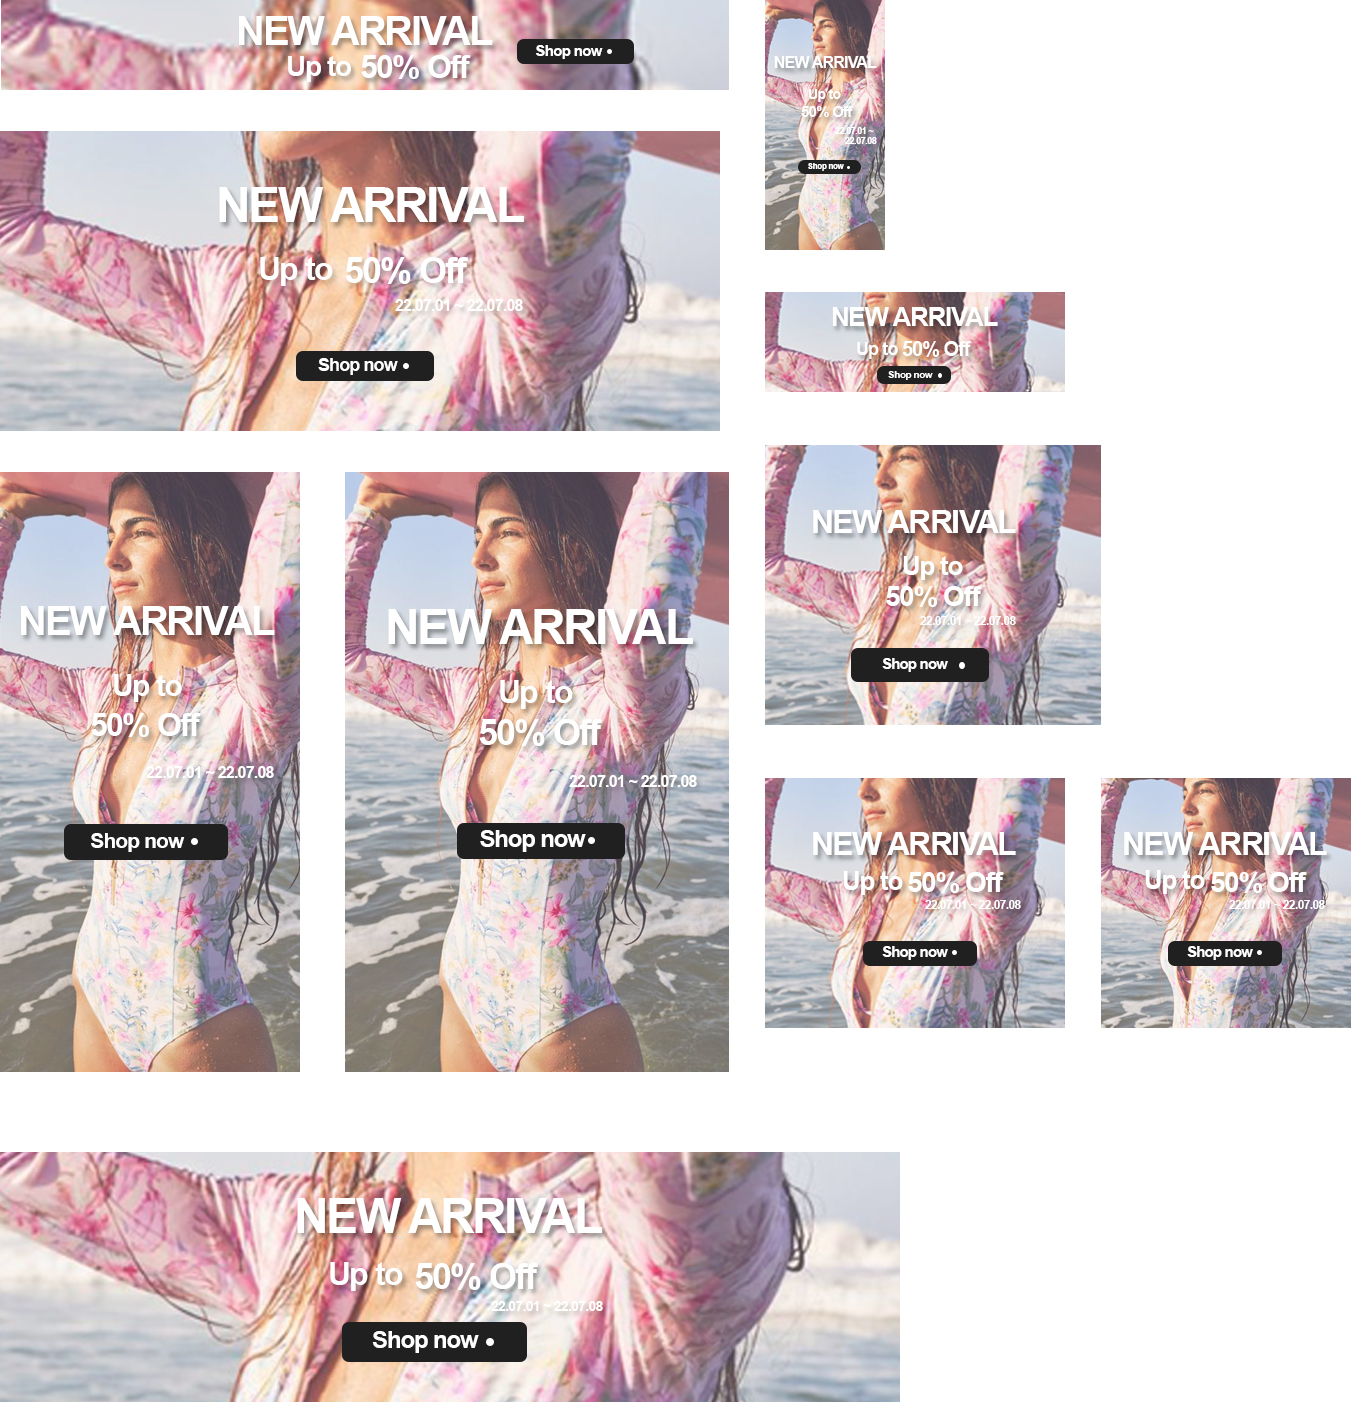 NEW ARRIVAL
Up to 50% Off
Shop now
NEW ARRIVAL
Up to
50% Off
22.07.01 ~
22.07.08
Shop now
NEW ARRIVAL
Up to 50% Off
22.07.01 ~ 22.07.08
Shop now
NEW ARRIVAL
Up to 50% Off
Shop now
NEW ARRIVAL
Up to
50% Off
22.07.01 ~ 22.07.08
Shop now
NEW ARRIVAL
Up to
50% Off
22.07.01 ~ 22.07.08
Shop now
NEW ARRIVAL
Up to
50% Off
22.07.01 ~ 22.07.08
Shop now
NEW ARRIVAL
Up to 50% Off
22.07.01 ~ 22.07.08
Shop now
NEW ARRIVAL
Up to 50% Off
22.07.01 ~ 22.07.08
Shop now
NEW ARRIVAL
Up to 50% Off
22.07.01 ~ 22.07.08
Shop now